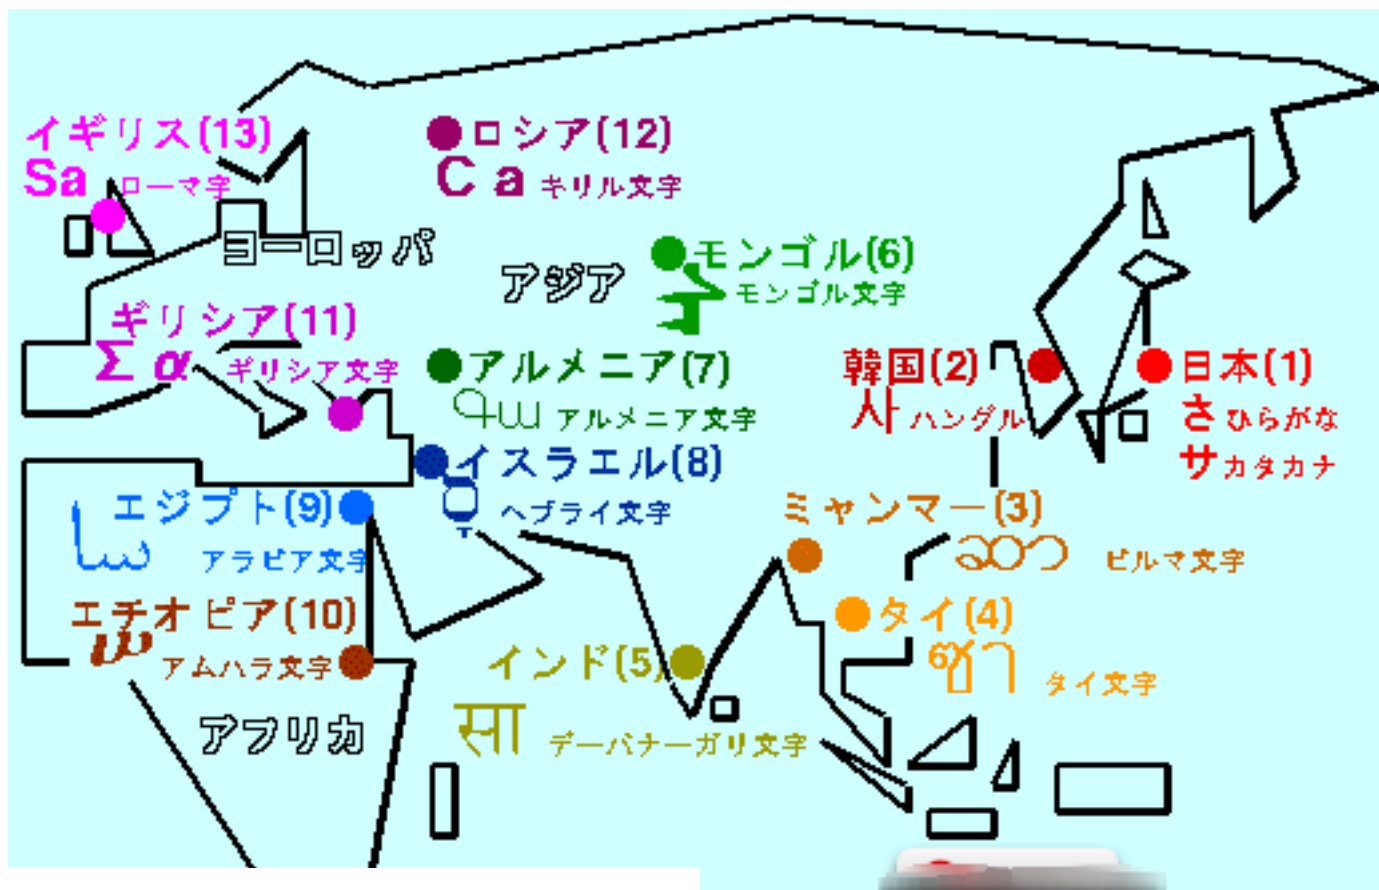 イギリス(13)
Sa ローマ字
ロシア(12)
Ca キリル文字
ヨーロッパ
アジア
モンゴル(6)
モンゴル文字
ギリシア(11)
Σα ギリシア文字
アルメニア(7)
アルメニア文字
韓国(2)
사 ハングル
日本(1)
さ ひらがな
サ カタカナ
イスラエル(8)
ヘブライ文字
エジプト(9)
سا アラビア文字
ミャンマー(3)
ビルマ文字
エチオピア(10)
アムハラ文字
タイ(4)
タイ文字
インド(5)
सा デーバナーガリ文字
アフリカ